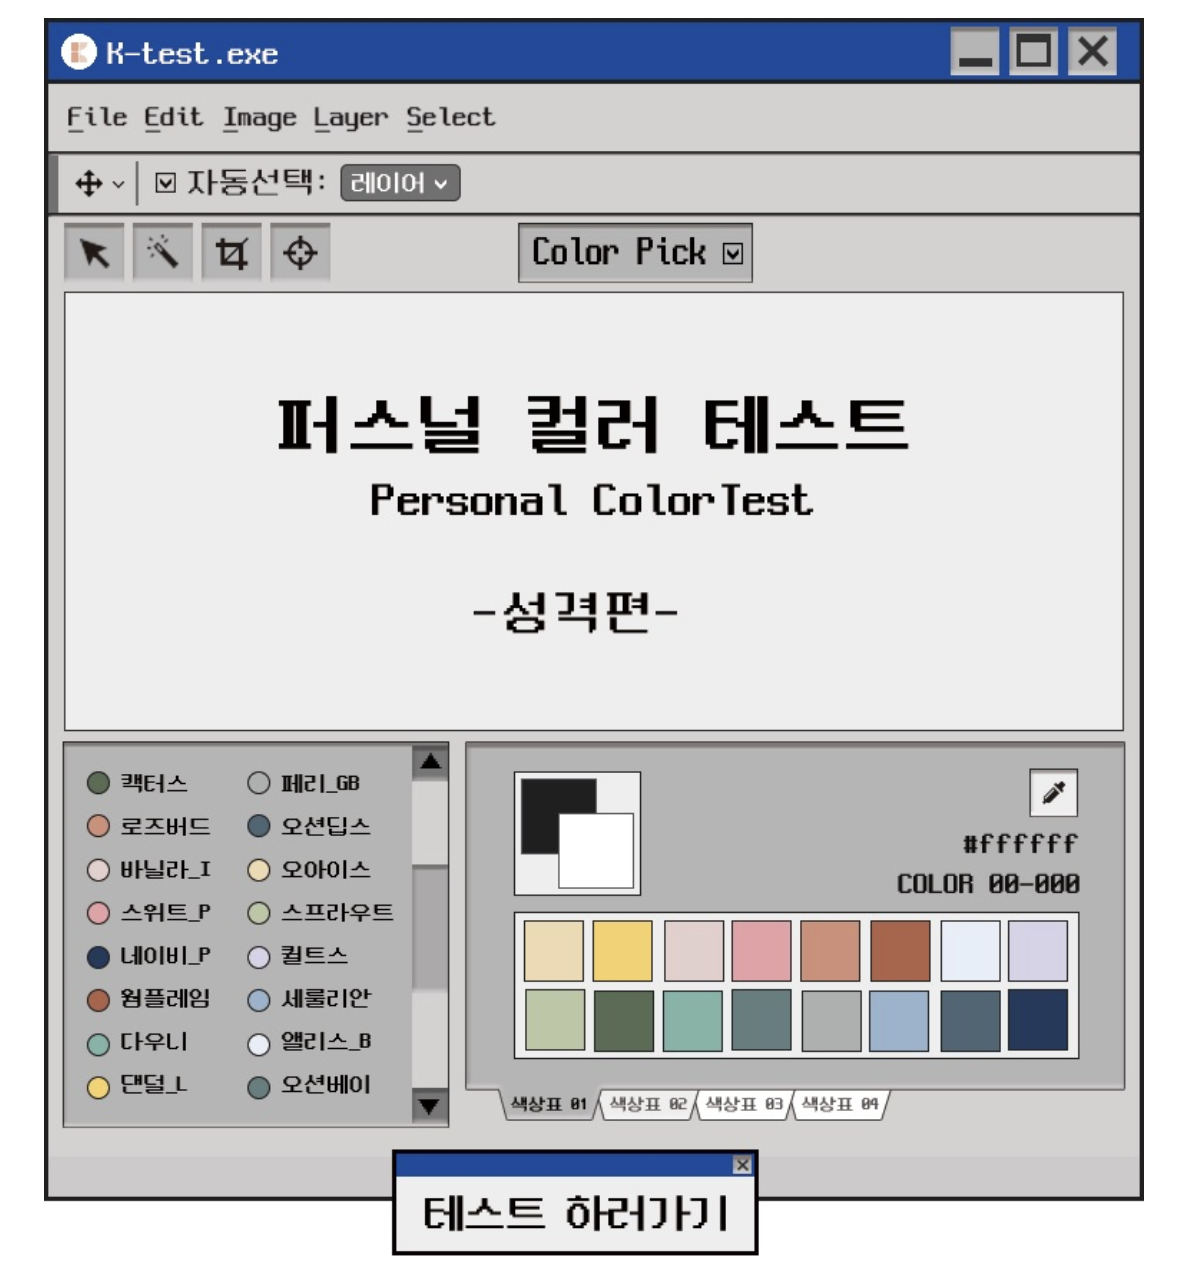 K-test.exe
File Edit Image Layer Select
자동선택: 레이어
Color Pick
퍼스널 컬러 테스트
Personal ColorTest
-성격편-
캑터스 페리_GB
로즈버드 오션딥스
바닐라_I 오아이스
스위트_P 스프라우트
네이비_P 퀼트스
웜플레임 세룰리안
다우니 앨리스_B
댄덜_L 오션베이
#ffffff
COLOR 00-000
색상표 01 색상표 02 색상표 03 색상표 04
테스트 하러가기